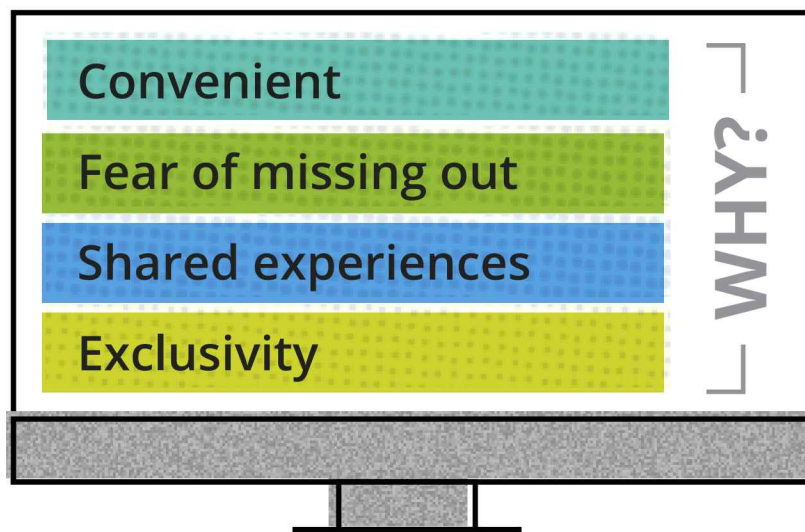 Convenient
Fear of missing out
Shared experiences
Exclusivity
WHY?